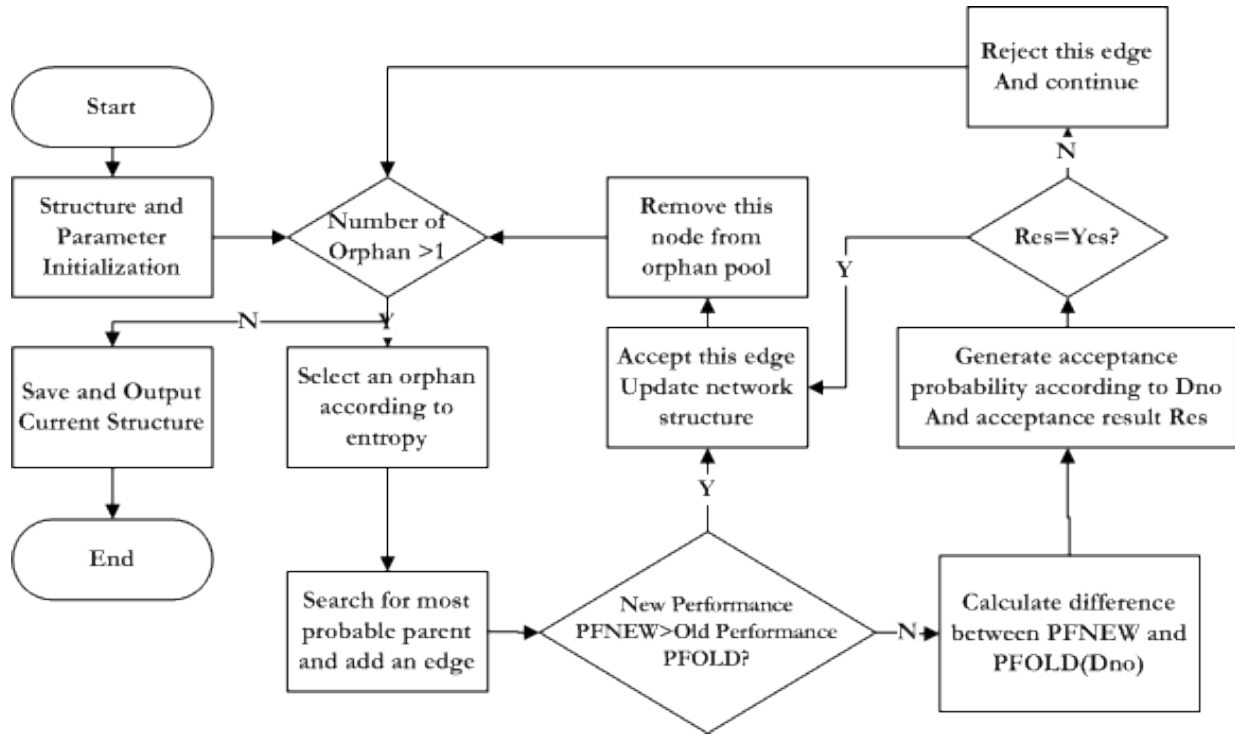 Start
Structure and
Parameter
Initialization
Number of
Orphan >1
N
Y
Save and Output
Current Structure
End
Select an orphan
according to
entropy
Search for most
probable parent
and add an edge
New Performance
PFNEW>Old Performance
PFOLD?
Y
N
Accept this edge
Update network
structure
Remove this
node from
orphan pool
Calculate difference
between PFNEW and
PFOLD(Dno)
Generate acceptance
probability according to Dno
And acceptance result Res
Res=Yes?
Y
N
Reject this edge
And continue